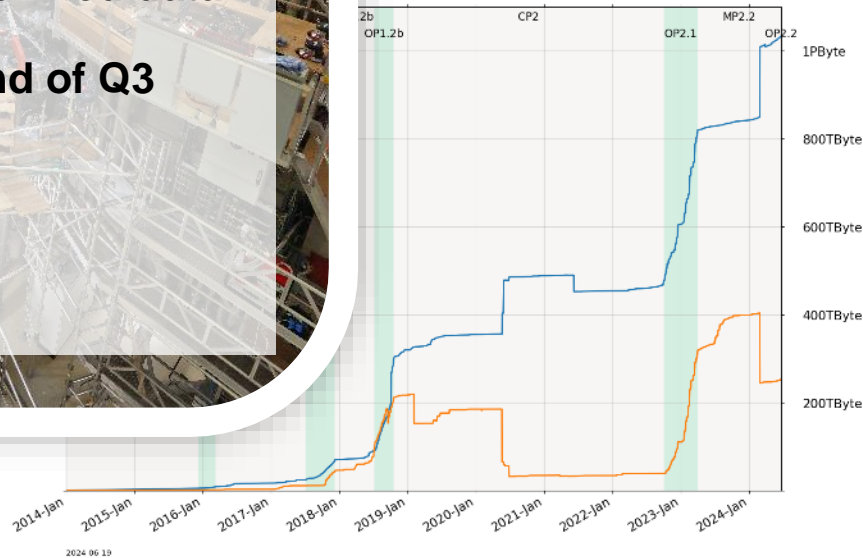 nd of Q3
2b
CP2
MP2.2
OP1.2b
OP2.1
OP2.2
1PByte
800TByte
600TByte
400TByte
200TByte
2014-Jan
2015-Jan
2016-Jan
2017-Jan
2018-Jan
2019-Jan
2020-Jan
2021-Jan
2022-Jan
2023-Jan
2024-Jan
2024 06 19